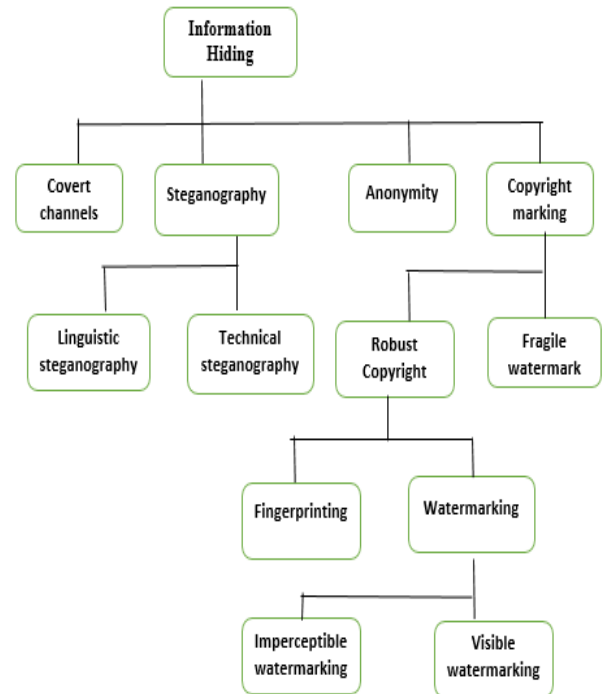 Information
Hiding
Covert
channels
Steganography
Anonymity
Copyright
marking
Linguistic
steganography
Technical
steganography
Robust
Copyright
Fragile
watermark
Fingerprinting
Watermarking
Imperceptible
watermarking
Visible
watermarking